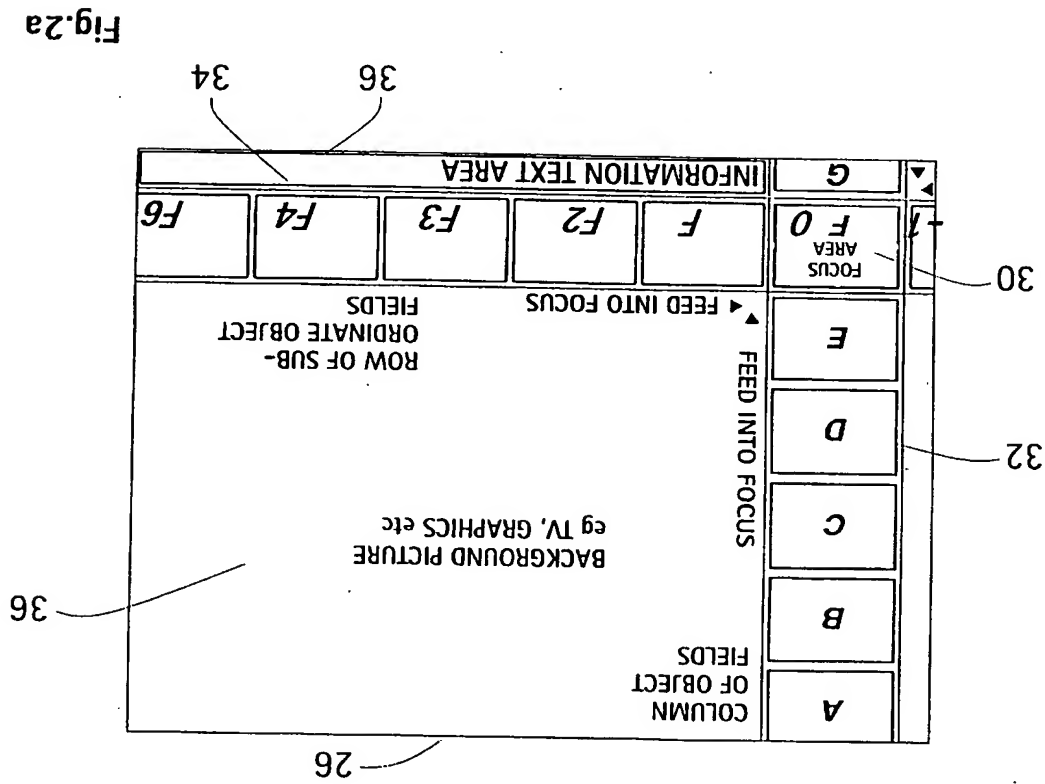 26
A
COLUMN
OF OBJECT
FIELDS
B
36
C
BACKGROUND PICTURE
eg TV, GRAPHICS etc
32
D
FEED INTO FOCUS
E
ROW OF SUB-
ORDINATE OBJECT
FIELDS
FEED INTO FOCUS
30
-1
FOCUS
AREA
F 0
F
F2
F3
F4
F6
G
INFORMATION TEXT AREA
36
34
Fig.2a